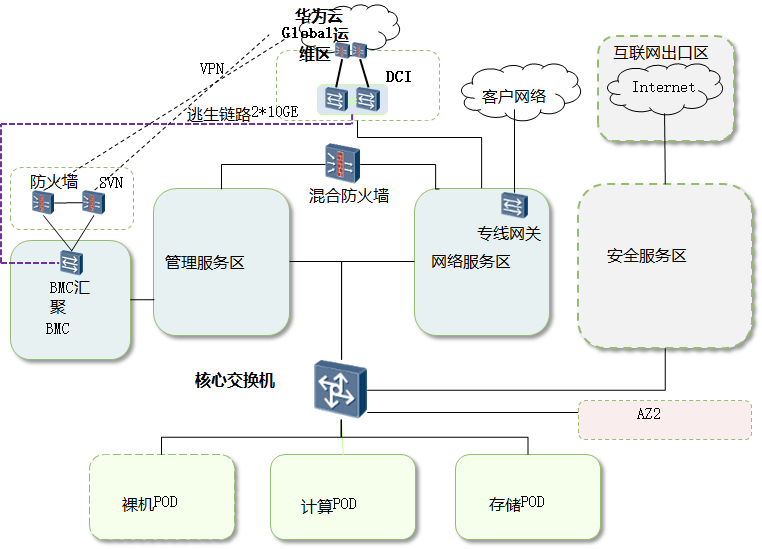 华为云
Global运
维区
VPN
DCI
互联网出口区
Internet
客户网络
逃生链路2*10GE
防火墙
SVN
混合防火墙
专线网关
管理服务区
网络服务区
安全服务区
BMC汇
聚
BMC
核心交换机
AZ2
裸机POD
计算POD
存储POD